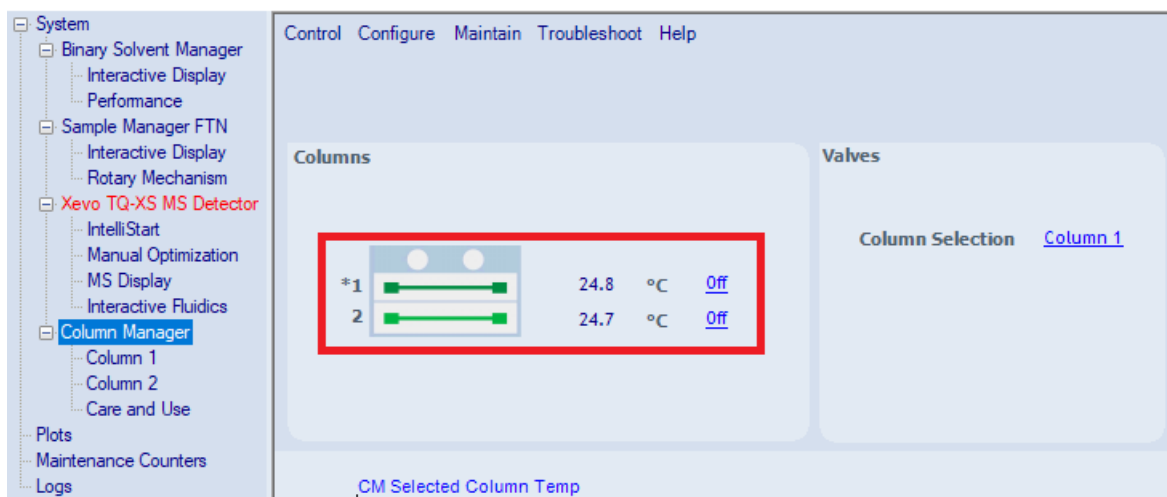 System
Binary Solvent Manager
Interactive Display
Performance
Sample Manager FTN
Interactive Display
Rotary Mechanism
Xevo TQ-XS MS Detector
IntelliStart
Manual Optimization
MS Display
Interactive Fluidics
Column Manager
Column 1
Column 2
Care and Use
Plots
Maintenance Counters
Logs
Control Configure Maintain Troubleshoot Help
Columns
*1 24.8 °C Off
2 24.7 °C Off
Valves
Column Selection Column 1
CM Selected Column Temp